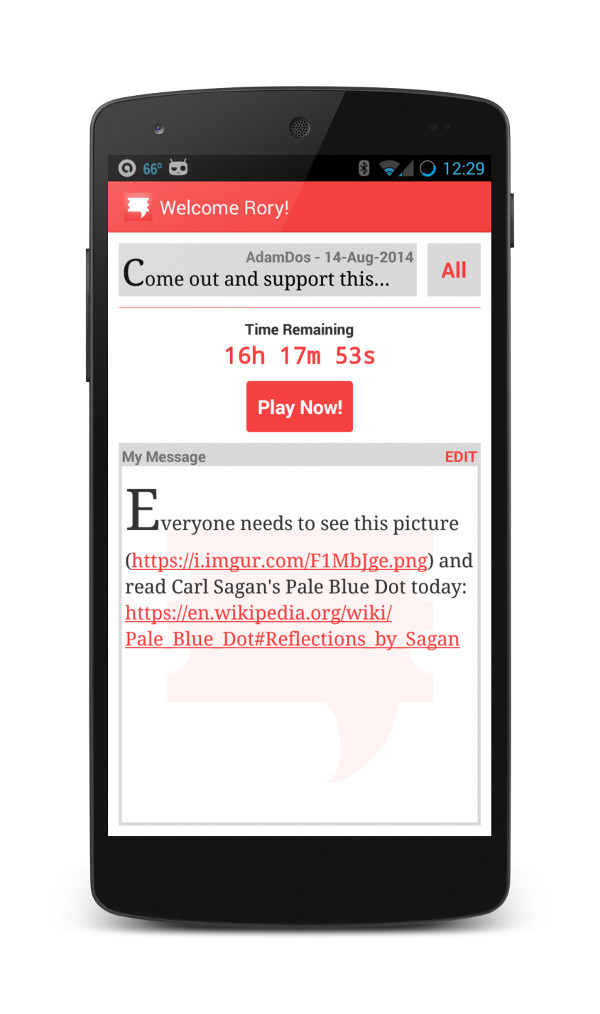 66° 12:29
Welcome Rory!
AdamDos - 14-Aug-2014
Come out and support this...
All
Time Remaining
16h 17m 53s
Play Now!
My Message EDIT
Everyone needs to see this picture
(https://i.imgur.com/F1MbJge.png) and
read Carl Sagan's Pale Blue Dot today:
https://en.wikipedia.org/wiki/
Pale_Blue_Dot#Reflections_by_Sagan